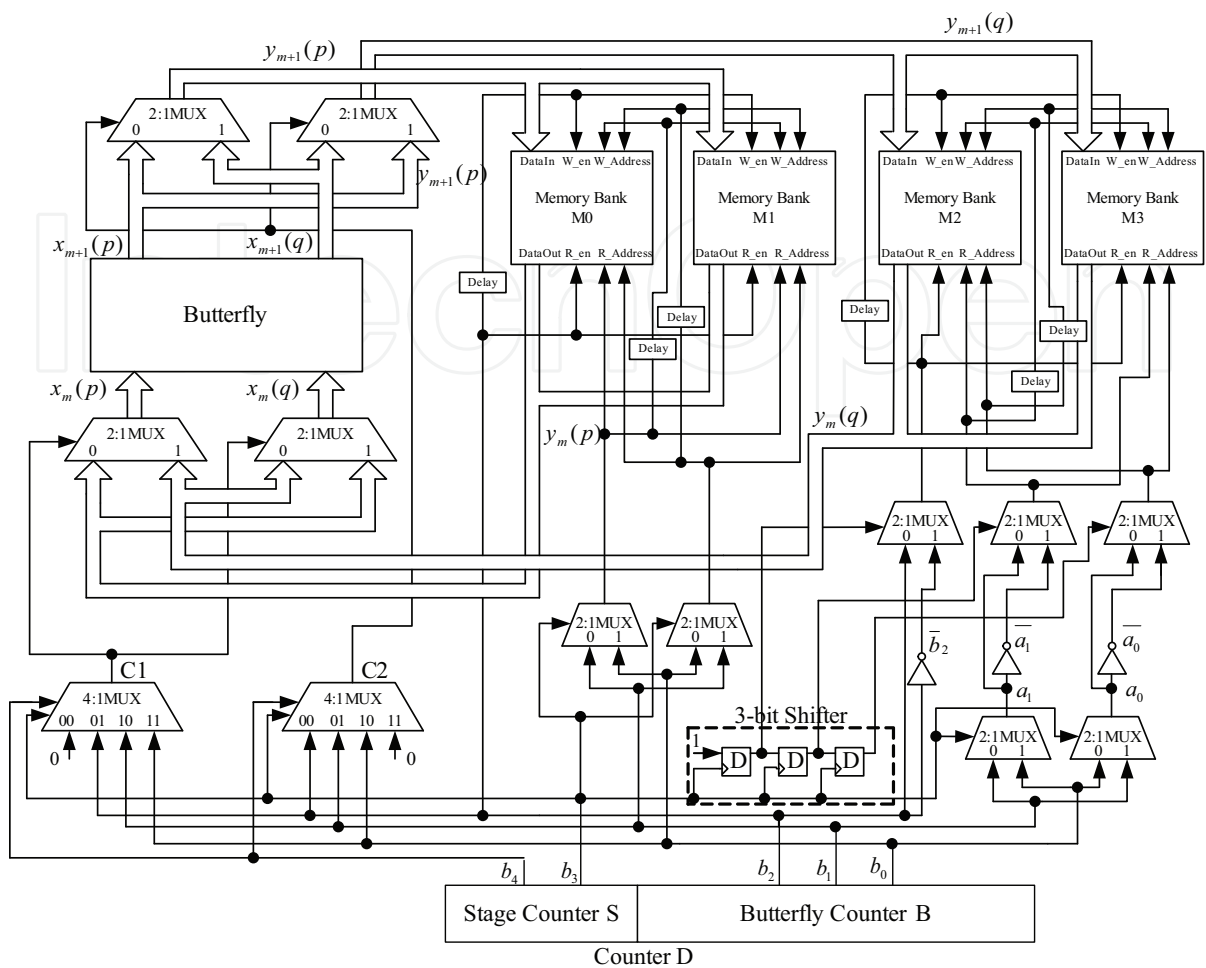 y_{m+1}(q)
y_{m+1}(p)
2:1MUX
0 1
2:1MUX
0 1
y_{m+1}(p)
DataIn W_en W_Address
Memory Bank
M0
DataOut R_en R_Address
DataIn W_en W_Address
Memory Bank
M1
DataOut R_en R_Address
DataIn W_en W_Address
Memory Bank
M2
DataOut R_en R_Address
DataIn W_en W_Address
Memory Bank
M3
DataOut R_en R_Address
x_{m+1}(p)
x_{m+1}(q)
Butterfly
Delay
Delay
Delay
Delay
Delay
Delay
x_m(p)
x_m(q)
2:1MUX
0 1
2:1MUX
0 1
y_m(p)
y_m(q)
2:1MUX
0 1
2:1MUX
0 1
2:1MUX
0 1
2:1MUX
0 1
2:1MUX
0 1
\overline{b}_2
\overline{a_1}
\overline{a_0}
a_1
a_0
C1
4:1MUX
00 01 10 11
0
C2
4:1MUX
00 01 10 11
0
3-bit Shifter
1
D
D
D
2:1MUX
0 1
2:1MUX
0 1
b_4
b_3
b_2
b_1
b_0
Stage Counter S
Butterfly Counter B
Counter D
IntechOpen